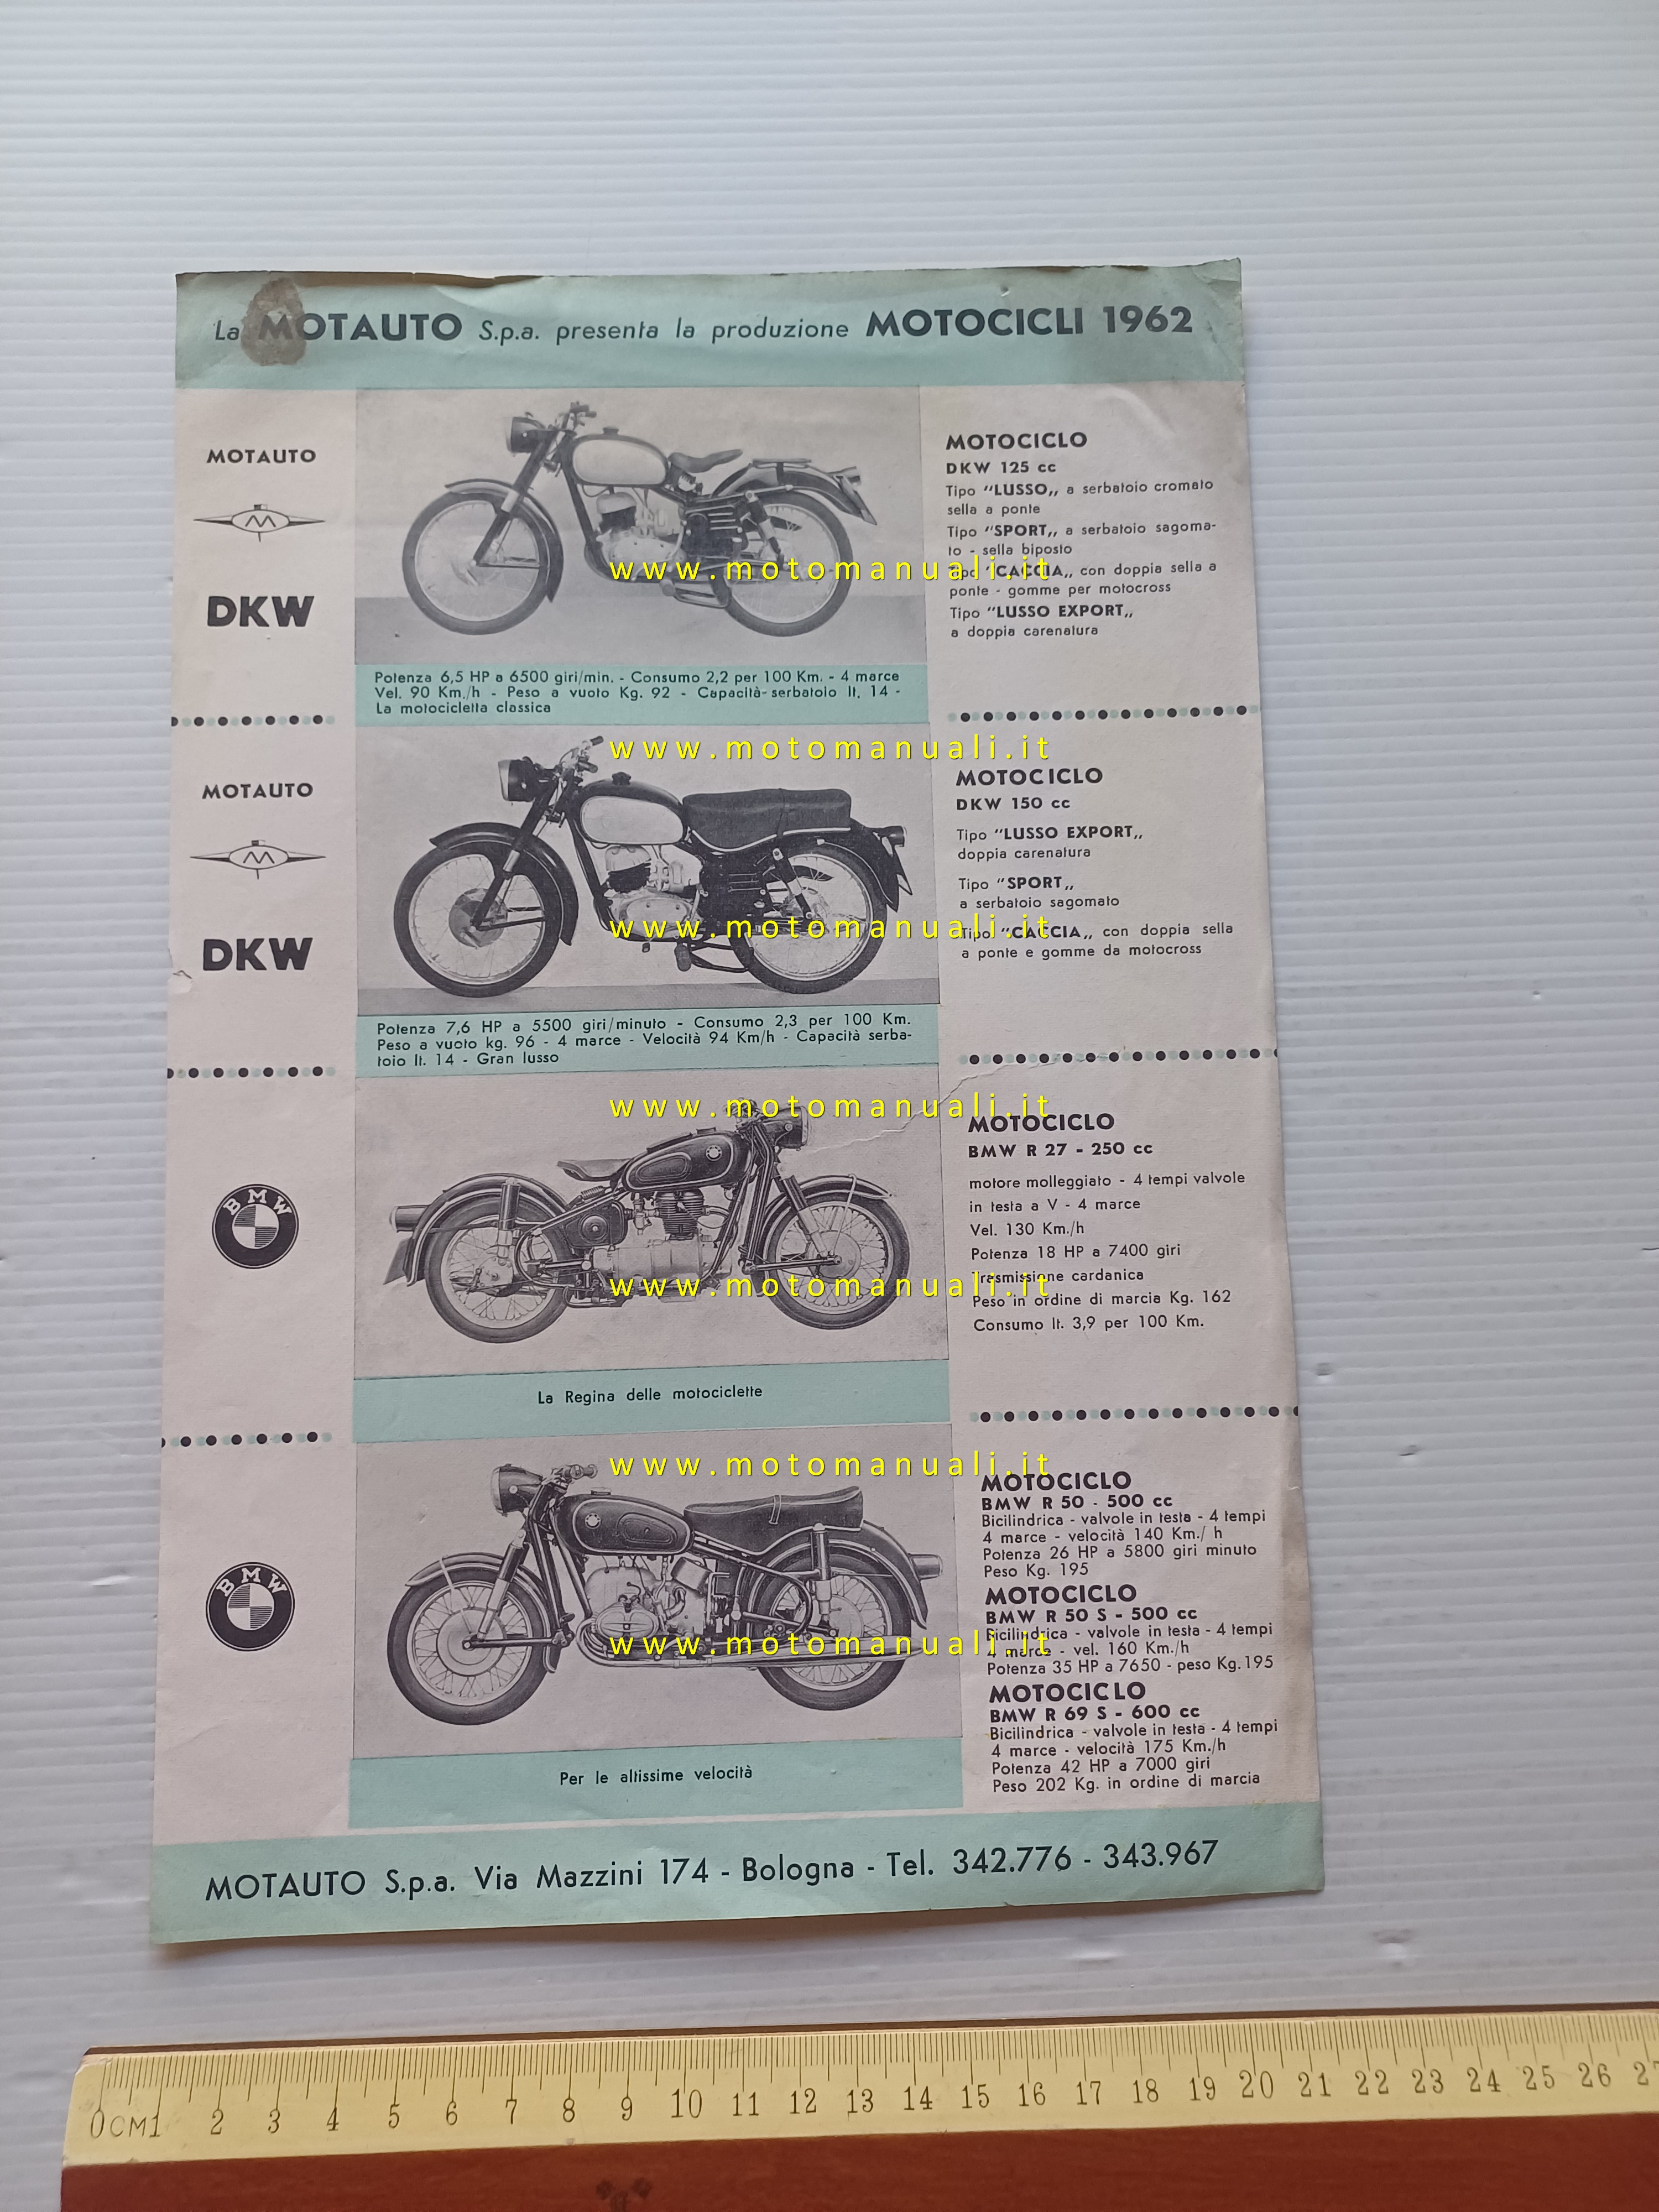 La MOTAUTO S.p.a. presenta la produzione MOTOCICLI 1962
MOTAUTO
M
DKW
MOTOCICLO
DKW 125 cc
Tipo “LUSSO„ a serbatoio cromato
sella a ponte
Tipo “SPORT„ a serbatoio sagoma-
to - sella biposto
Tipo “CACCIA„ con doppia sella a
ponte - gomme per motocross
Tipo “LUSSO EXPORT„
a doppia carenatura
Potenza 6,5 HP a 6500 giri/min. - Consumo 2,2 per 100 Km. - 4 marce
Vel. 90 Km./h - Peso a vuoto Kg. 92 - Capacità-serbatoio lt. 14 -
La motocicletta classica
MOTAUTO
M
DKW
MOTOCICLO
DKW 150 cc
Tipo “LUSSO EXPORT„
doppia carenatura
Tipo “SPORT„
a serbatoio sagomato
Tipo “CACCIA„ con doppia sella
a ponte e gomme da motocross
Potenza 7,6 HP a 5500 giri/minuto - Consumo 2,3 per 100 Km.
Peso a vuoto kg. 96 - 4 marce - Velocità 94 Km/h - Capacità serba-
toio lt. 14 - Gran lusso
BMW
MOTOCICLO
BMW R 27 - 250 cc
motore molleggiato - 4 tempi valvole
in testa a V - 4 marce
Vel. 130 Km./h
Potenza 18 HP a 7400 giri
Trasmissione cardanica
Peso in ordine di marcia Kg. 162
Consumo lt. 3,9 per 100 Km.
La Regina delle motociclette
BMW
MOTOCICLO
BMW R 50 - 500 cc
Bicilindrica - valvole in testa - 4 tempi
4 marce - velocità 140 Km./ h
Potenza 26 HP a 5800 giri minuto
Peso Kg. 195
MOTOCICLO
BMW R 50 S - 500 cc
Bicilindrica - valvole in testa - 4 tempi
4 marce - vel. 160 Km./h
Potenza 35 HP a 7650 - peso Kg. 195
MOTOCICLO
BMW R 69 S - 600 cc
Bicilindrica - valvole in testa - 4 tempi
4 marce - velocità 175 Km./h
Potenza 42 HP a 7000 giri
Peso 202 Kg. in ordine di marcia
Per le altissime velocità
MOTAUTO S.p.a. Via Mazzini 174 - Bologna - Tel. 342.776 - 343.967
www.motomanuali.it
www.motomanuali.it
www.motomanuali.it
www.motomanuali.it
www.motomanuali.it
www.motomanuali.it
www.motomanuali.it
0CM1 2 3 4 5 6 7 8 9 10 11 12 13 14 15 16 17 18 19 20 21 22 23 24 25 26 27